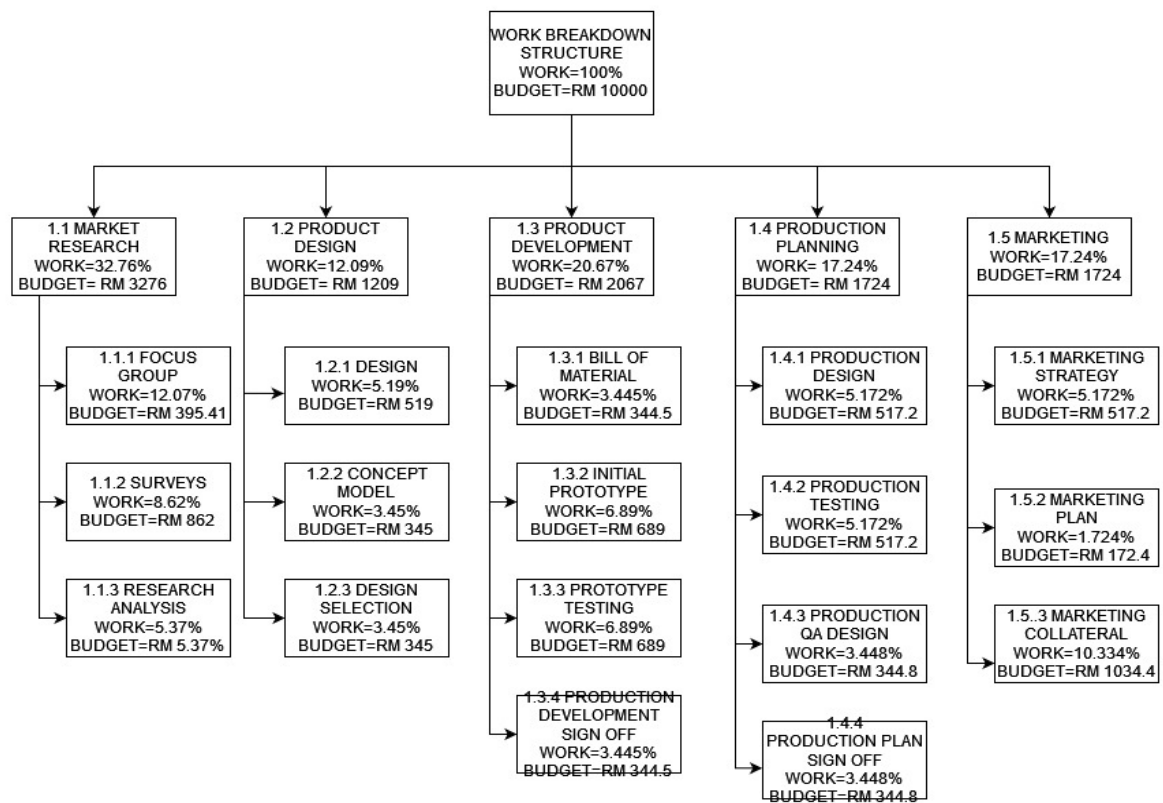 WORK BREAKDOWN
STRUCTURE
WORK=100%
BUDGET=RM 10000
1.1 MARKET
RESEARCH
WORK=32.76%
BUDGET= RM 3276
1.2 PRODUCT
DESIGN
WORK=12.09%
BUDGET= RM 1209
1.3 PRODUCT
DEVELOPMENT
WORK=20.67%
BUDGET= RM 2067
1.4 PRODUCTION
PLANNING
WORK= 17.24%
BUDGET= RM 1724
1.5 MARKETING
WORK=17.24%
BUDGET=RM 1724
1.1.1 FOCUS
GROUP
WORK=12.07%
BUDGET=RM 395.41
1.1.2 SURVEYS
WORK=8.62%
BUDGET=RM 862
1.1.3 RESEARCH
ANALYSIS
WORK=5.37%
BUDGET=RM 5.37%
1.2.1 DESIGN
WORK=5.19%
BUDGET=RM 519
1.2.2 CONCEPT
MODEL
WORK=3.45%
BUDGET=RM 345
1.2.3 DESIGN
SELECTION
WORK=3.45%
BUDGET=RM 345
1.3.1 BILL OF
MATERIAL
WORK=3.445%
BUDGET=RM 344.5
1.3.2 INITIAL
PROTOTYPE
WORK=6.89%
BUDGET=RM 689
1.3.3 PROTOTYPE
TESTING
WORK=6.89%
BUDGET=RM 689
1.3.4 PRODUCTION
DEVELOPMENT
SIGN OFF
WORK=3.445%
BUDGET=RM 344.5
1.4.1 PRODUCTION
DESIGN
WORK=5.172%
BUDGET=RM 517.2
1.4.2 PRODUCTION
TESTING
WORK=5.172%
BUDGET=RM 517.2
1.4.3 PRODUCTION
QA DESIGN
WORK=3.448%
BUDGET=RM 344.8
1.4.4
PRODUCTION PLAN
SIGN OFF
WORK=3.448%
BUDGET=RM 344.8
1.5.1 MARKETING
STRATEGY
WORK=5.172%
BUDGET=RM 517.2
1.5.2 MARKETING
PLAN
WORK=1.724%
BUDGET=RM 172.4
1.5..3 MARKETING
COLLATERAL
WORK=10.334%
BUDGET=RM 1034.4